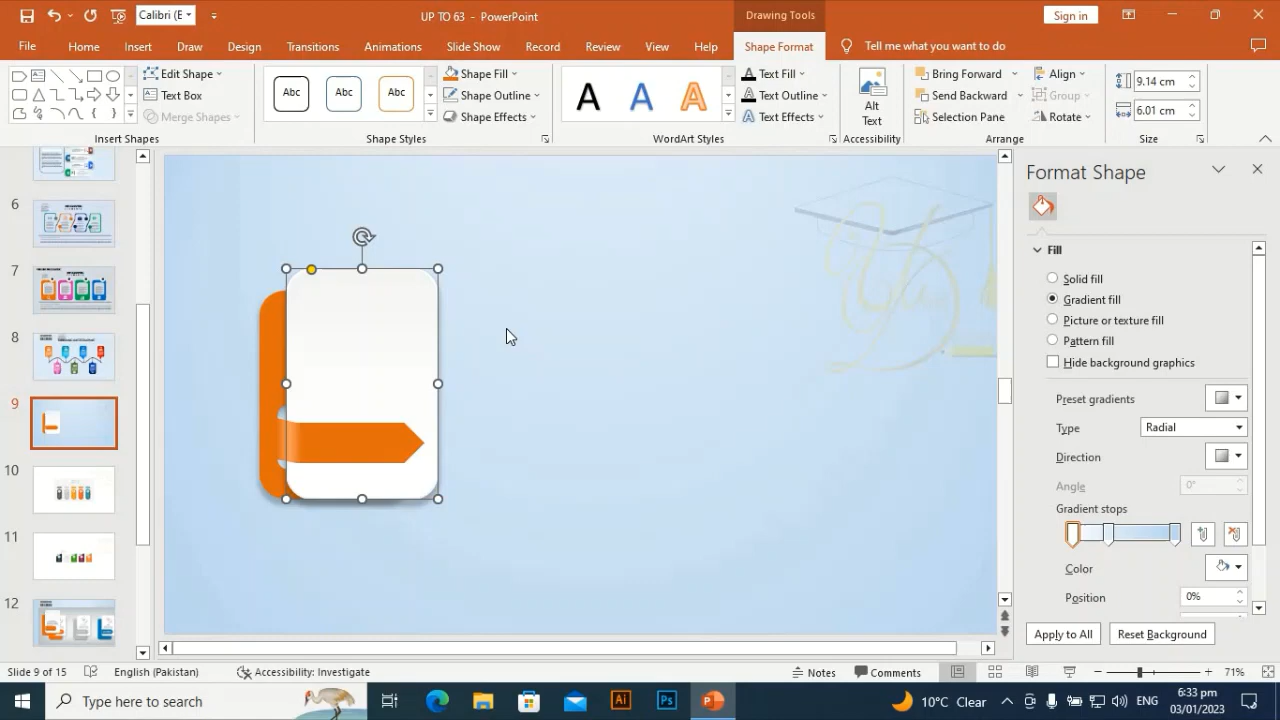 Calibri (E
UP TO 63 - PowerPoint
Drawing Tools
Sign in
File
Home
Insert
Draw
Design
Transitions
Animations
Slide Show
Record
Review
View
Help
Shape Format
Tell me what you want to do
Edit Shape
Text Box
Merge Shapes
Insert Shapes
Abc
Abc
Abc
Shape Fill
Shape Outline
Shape Effects
Shape Styles
A
A
A
Text Fill
Text Outline
Text Effects
WordArt Styles
Alt
Text
Accessibility
Bring Forward
Send Backward
Selection Pane
Align
Group
Rotate
Arrange
9.14 cm
6.01 cm
Size
6
7
8
9
10
11
12
Format Shape
Fill
Solid fill
Gradient fill
Picture or texture fill
Pattern fill
Hide background graphics
Preset gradients
Type
Radial
Direction
Angle
0°
Gradient stops
Color
Position
0%
Apply to All
Reset Background
Slide 9 of 15
English (Pakistan)
Accessibility: Investigate
Notes
Comments
71%
Type here to search
Ai
Ps
10°C Clear
ENG
6:33 pm
03/01/2023